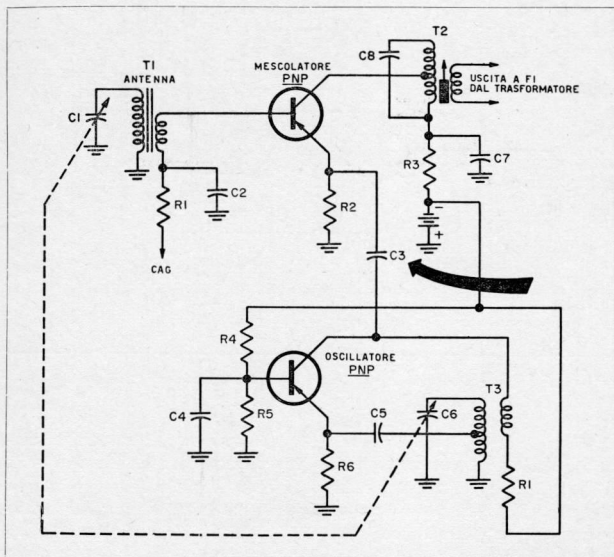 T1
ANTENNA
C1
R1
C2
CAG
MESCOLATORE
PNP
R2
C3
T2
C8
USCITA A FI
DAL TRASFORMATORE
R3
C7
-
+
R4
OSCILLATORE
PNP
C4
R5
R6
C5
C6
T3
R1